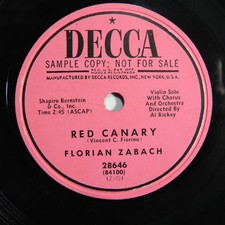 DECCA
SAMPLE COPY; NOT FOR SALE
MANUFACTURED BY DECCA RECORDS, INC., NEW YORK, U.S.A.
Shapiro Bernstein
& Co., Inc.
Time 2:45 (ASCAP)
Violin Solo
With Chorus
And Orchestra
Directed By
Al Rickey
RED CANARY
(Vincent C. Fiorino)
FLORIAN ZABACH
28646
(84100)